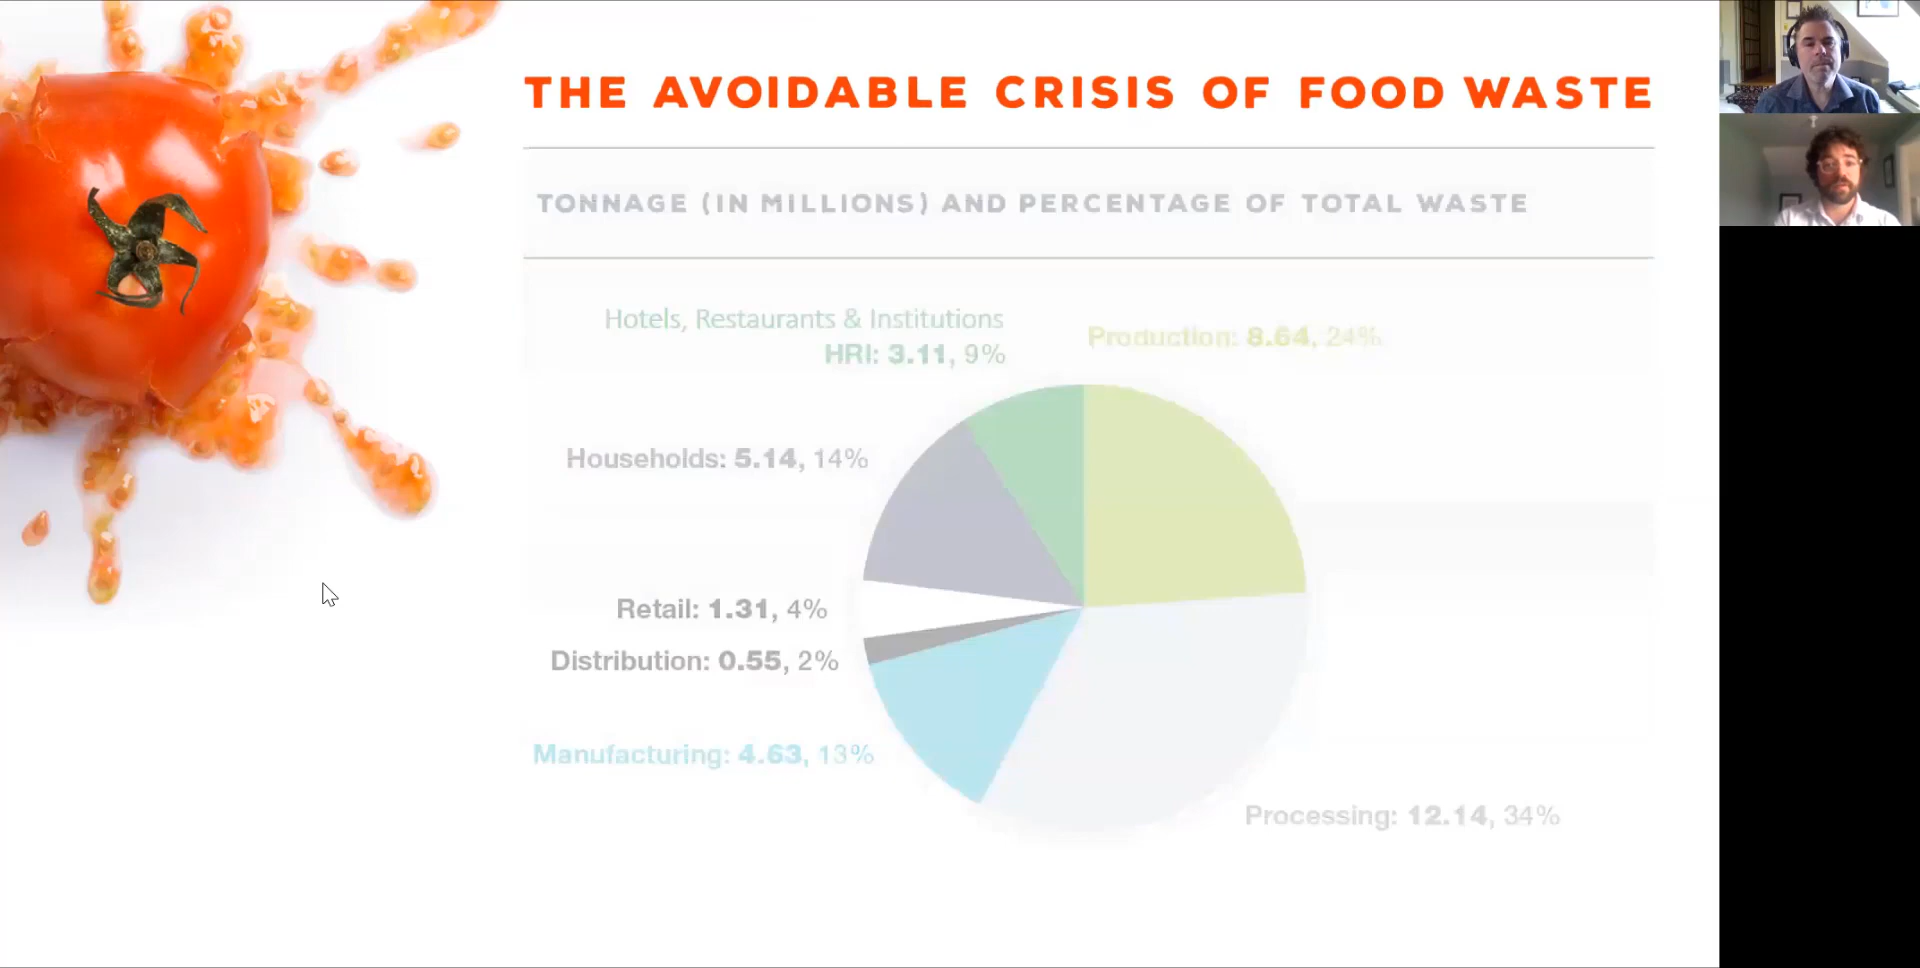 THE AVOIDABLE CRISIS OF FOOD WASTE
TONNAGE (IN MILLIONS) AND PERCENTAGE OF TOTAL WASTE
Hotels, Restaurants & Institutions
HRI: 3.11, 9%
Production: 8.64, 24%
Households: 5.14, 14%
Retail: 1.31, 4%
Distribution: 0.55, 2%
Manufacturing: 4.63, 13%
Processing: 12.14, 34%